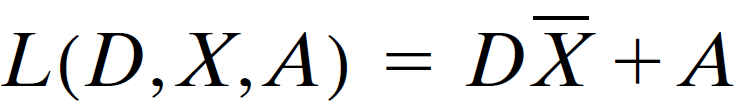 L(D,X,A) = DX̅ + A